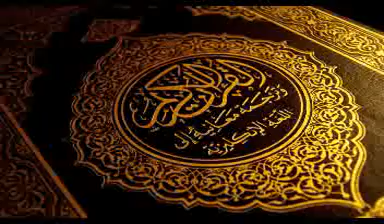 القرآن الكريم
وترجمة معانيه إلى
اللغة الإنكليزية